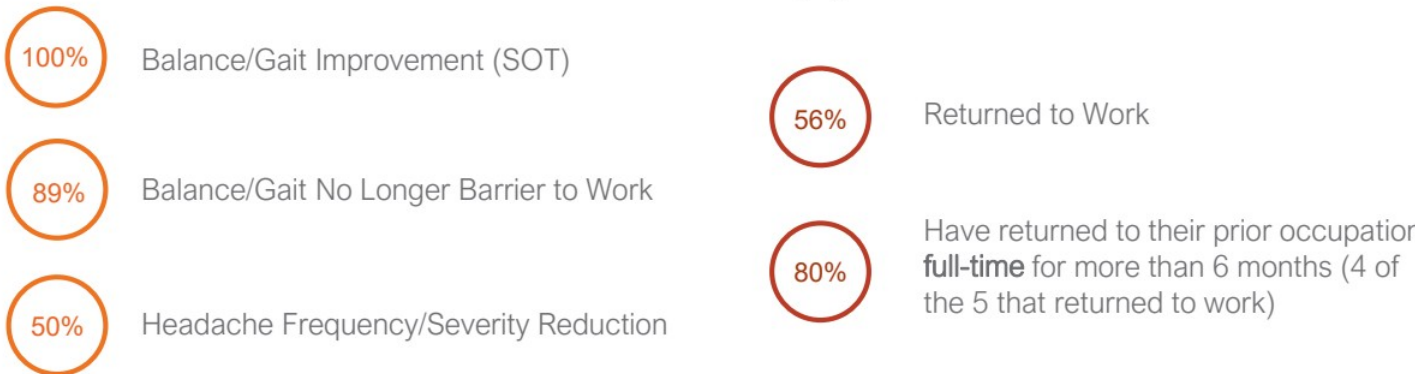 100%
Balance/Gait Improvement (SOT)
89%
Balance/Gait No Longer Barrier to Work
50%
Headache Frequency/Severity Reduction
56%
Returned to Work
80%
Have returned to their prior occupation
full-time for more than 6 months (4 of
the 5 that returned to work)